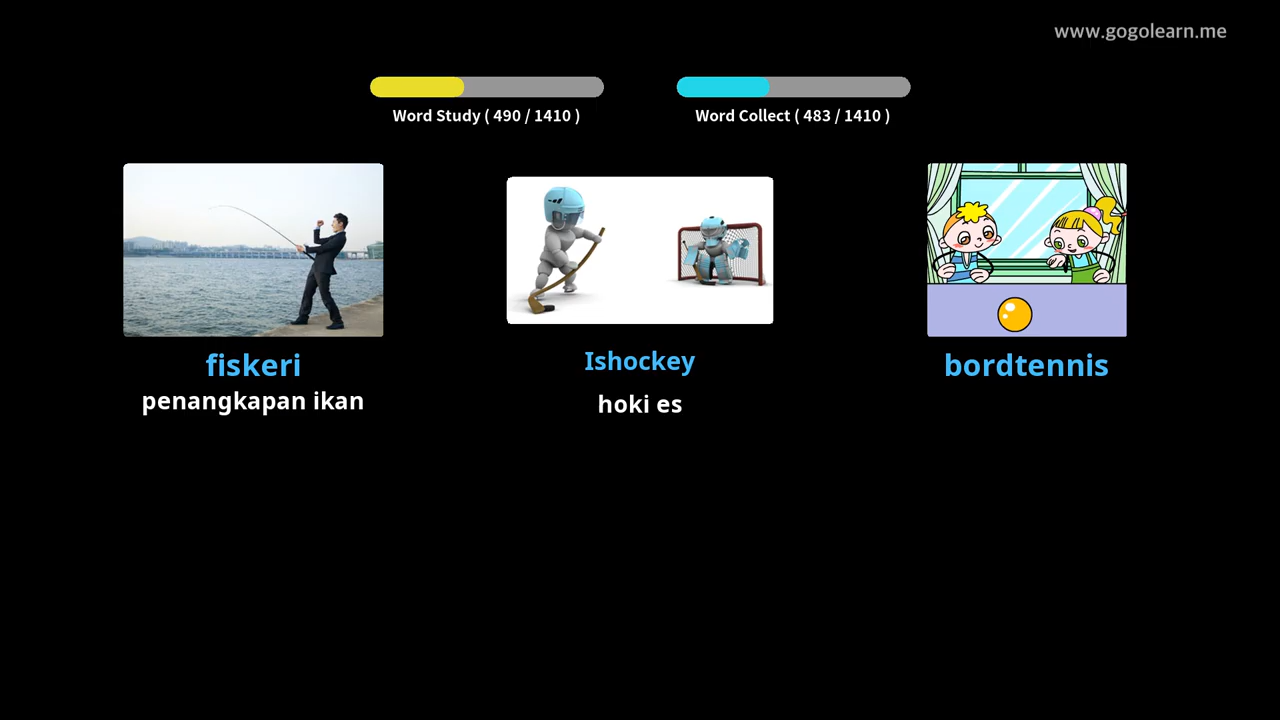 www.gogolearn.me
Word Study ( 490 / 1410 )
Word Collect ( 483 / 1410 )
fiskeri
penangkapan ikan
Ishockey
hoki es
bordtennis